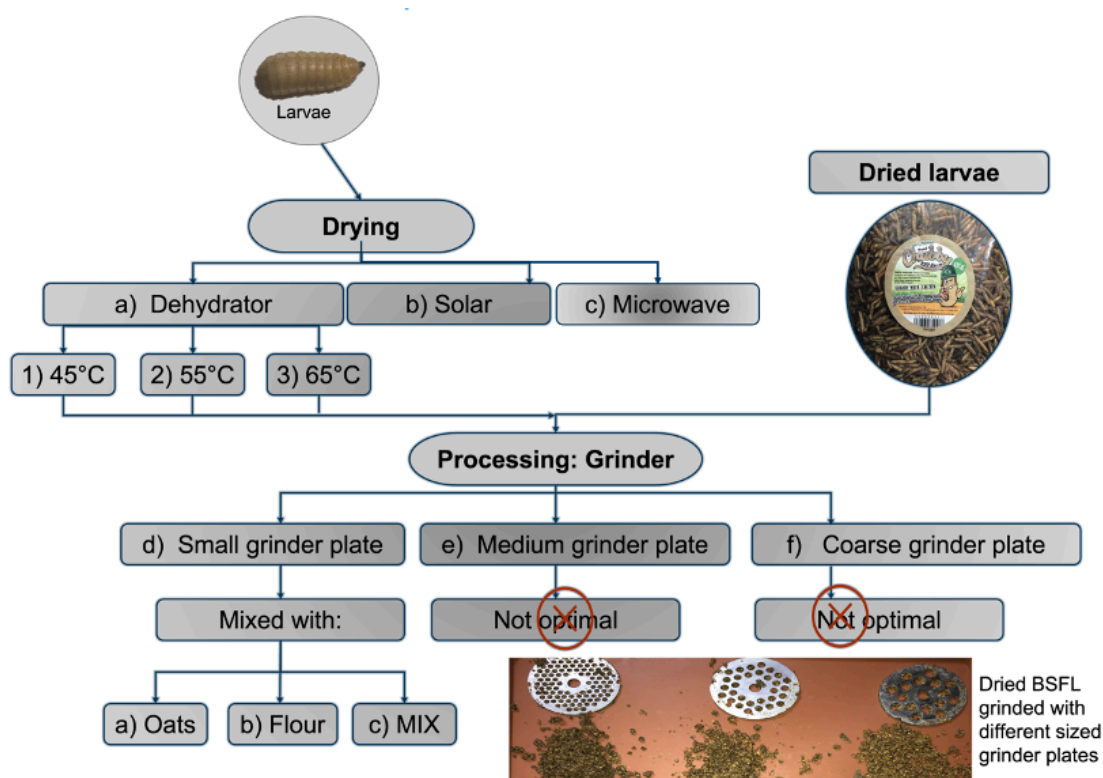 Larvae
Dried larvae
Drying
a) Dehydrator
b) Solar
c) Microwave
1) 45°C
2) 55°C
3) 65°C
Processing: Grinder
d) Small grinder plate
e) Medium grinder plate
f) Coarse grinder plate
Mixed with:
Not optimal
Not optimal
a) Oats
b) Flour
c) MIX
Dried BSFL
grinded with
different sized
grinder plates